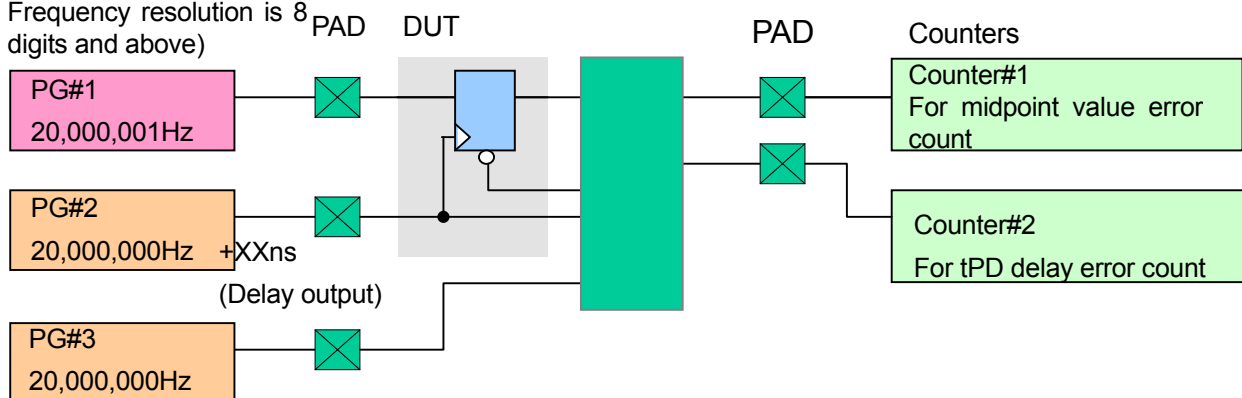 Frequency resolution is 8
digits and above)
PAD
DUT
PAD
Counters
PG#1
20,000,001Hz
Counter#1
For midpoint value error
count
PG#2
20,000,000Hz
+XXns
(Delay output)
Counter#2
For tPD delay error count
PG#3
20,000,000Hz